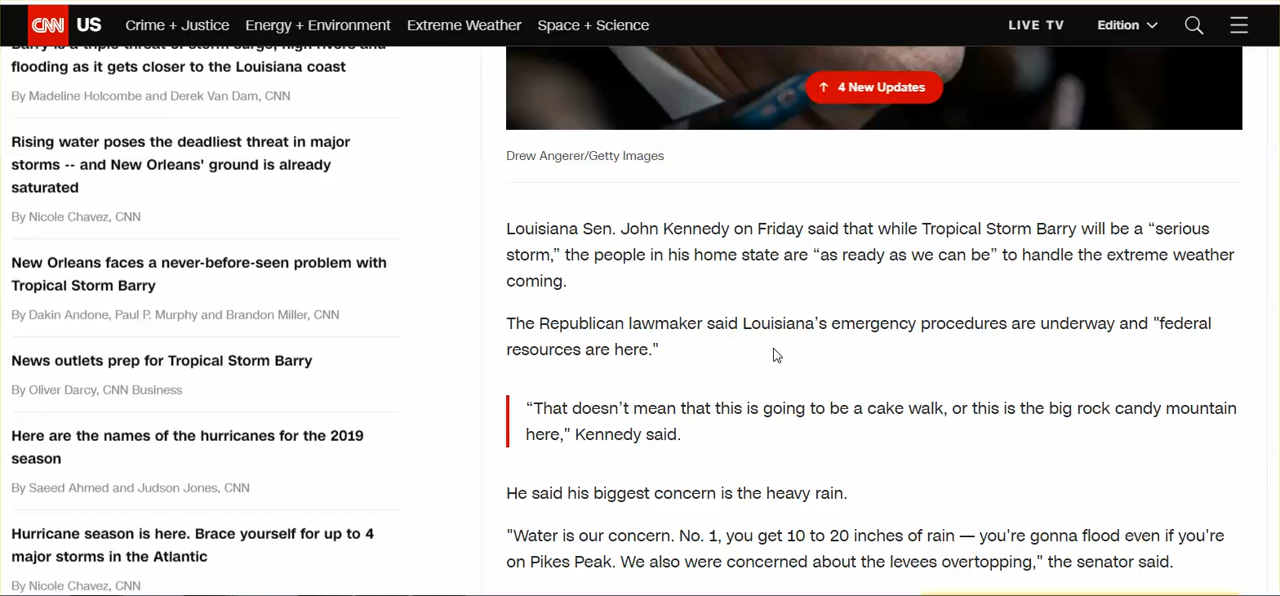 CNN US Crime + Justice Energy + Environment Extreme Weather Space + Science LIVE TV Edition
Barry is a triple threat of storm surge, high rivers and
flooding as it gets closer to the Louisiana coast
By Madeline Holcombe and Derek Van Dam, CNN
Rising water poses the deadliest threat in major
storms -- and New Orleans' ground is already
saturated
By Nicole Chavez, CNN
New Orleans faces a never-before-seen problem with
Tropical Storm Barry
By Dakin Andone, Paul P. Murphy and Brandon Miller, CNN
News outlets prep for Tropical Storm Barry
By Oliver Darcy, CNN Business
Here are the names of the hurricanes for the 2019
season
By Saeed Ahmed and Judson Jones, CNN
Hurricane season is here. Brace yourself for up to 4
major storms in the Atlantic
By Nicole Chavez, CNN
↑ 4 New Updates
Drew Angerer/Getty Images
Louisiana Sen. John Kennedy on Friday said that while Tropical Storm Barry will be a “serious
storm,” the people in his home state are “as ready as we can be” to handle the extreme weather
coming.
The Republican lawmaker said Louisiana’s emergency procedures are underway and "federal
resources are here."
“That doesn’t mean that this is going to be a cake walk, or this is the big rock candy mountain
here," Kennedy said.
He said his biggest concern is the heavy rain.
"Water is our concern. No. 1, you get 10 to 20 inches of rain — you're gonna flood even if you're
on Pikes Peak. We also were concerned about the levees overtopping," the senator said.